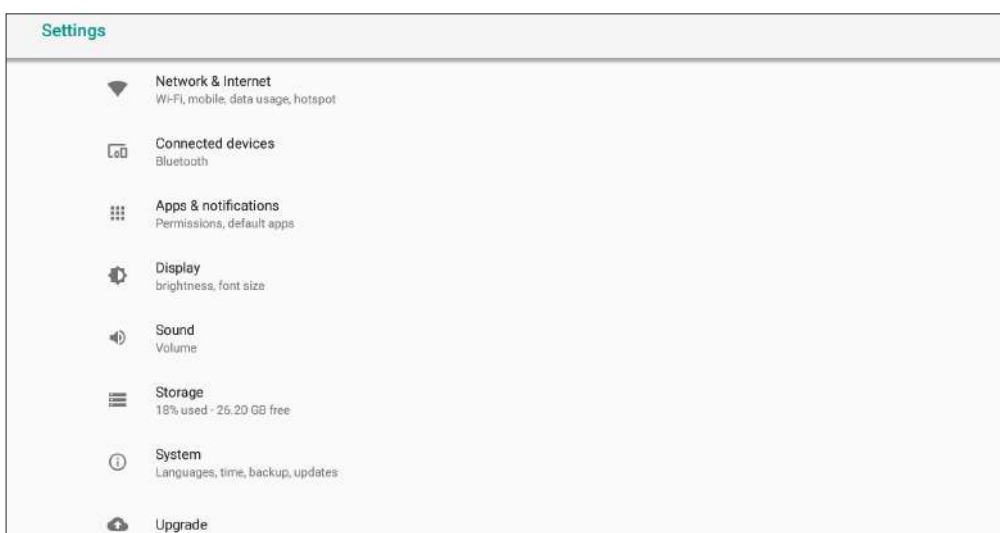 Settings
Network & Internet
Wi-Fi, mobile, data usage, hotspot
Connected devices
Bluetooth
Apps & notifications
Permissions, default apps
Display
brightness, font size
Sound
Volume
Storage
18% used - 26.20 GB free
System
Languages, time, backup, updates
Upgrade